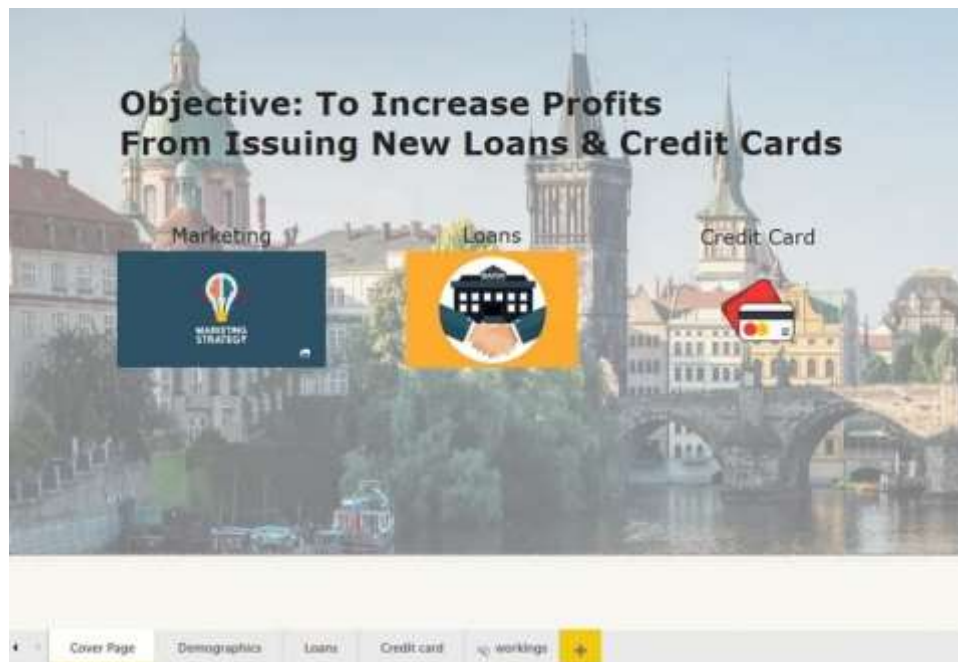 Objective: To Increase Profits
From Issuing New Loans & Credit Cards
Marketing
Loans
Credit Card
MARKETING
STRATEGY
BANK
Cover Page
Demographics
Loans
Credit card
workings
+